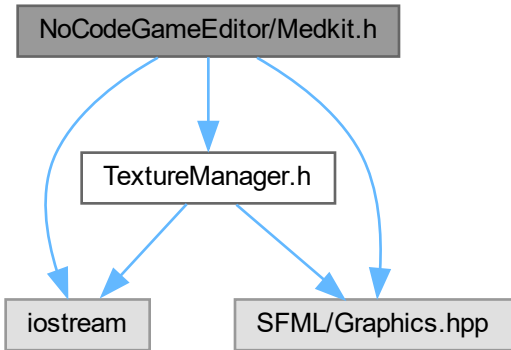 NoCodeGameEditor/Medkit.h
TextureManager.h
iostream
SFML/Graphics.hpp